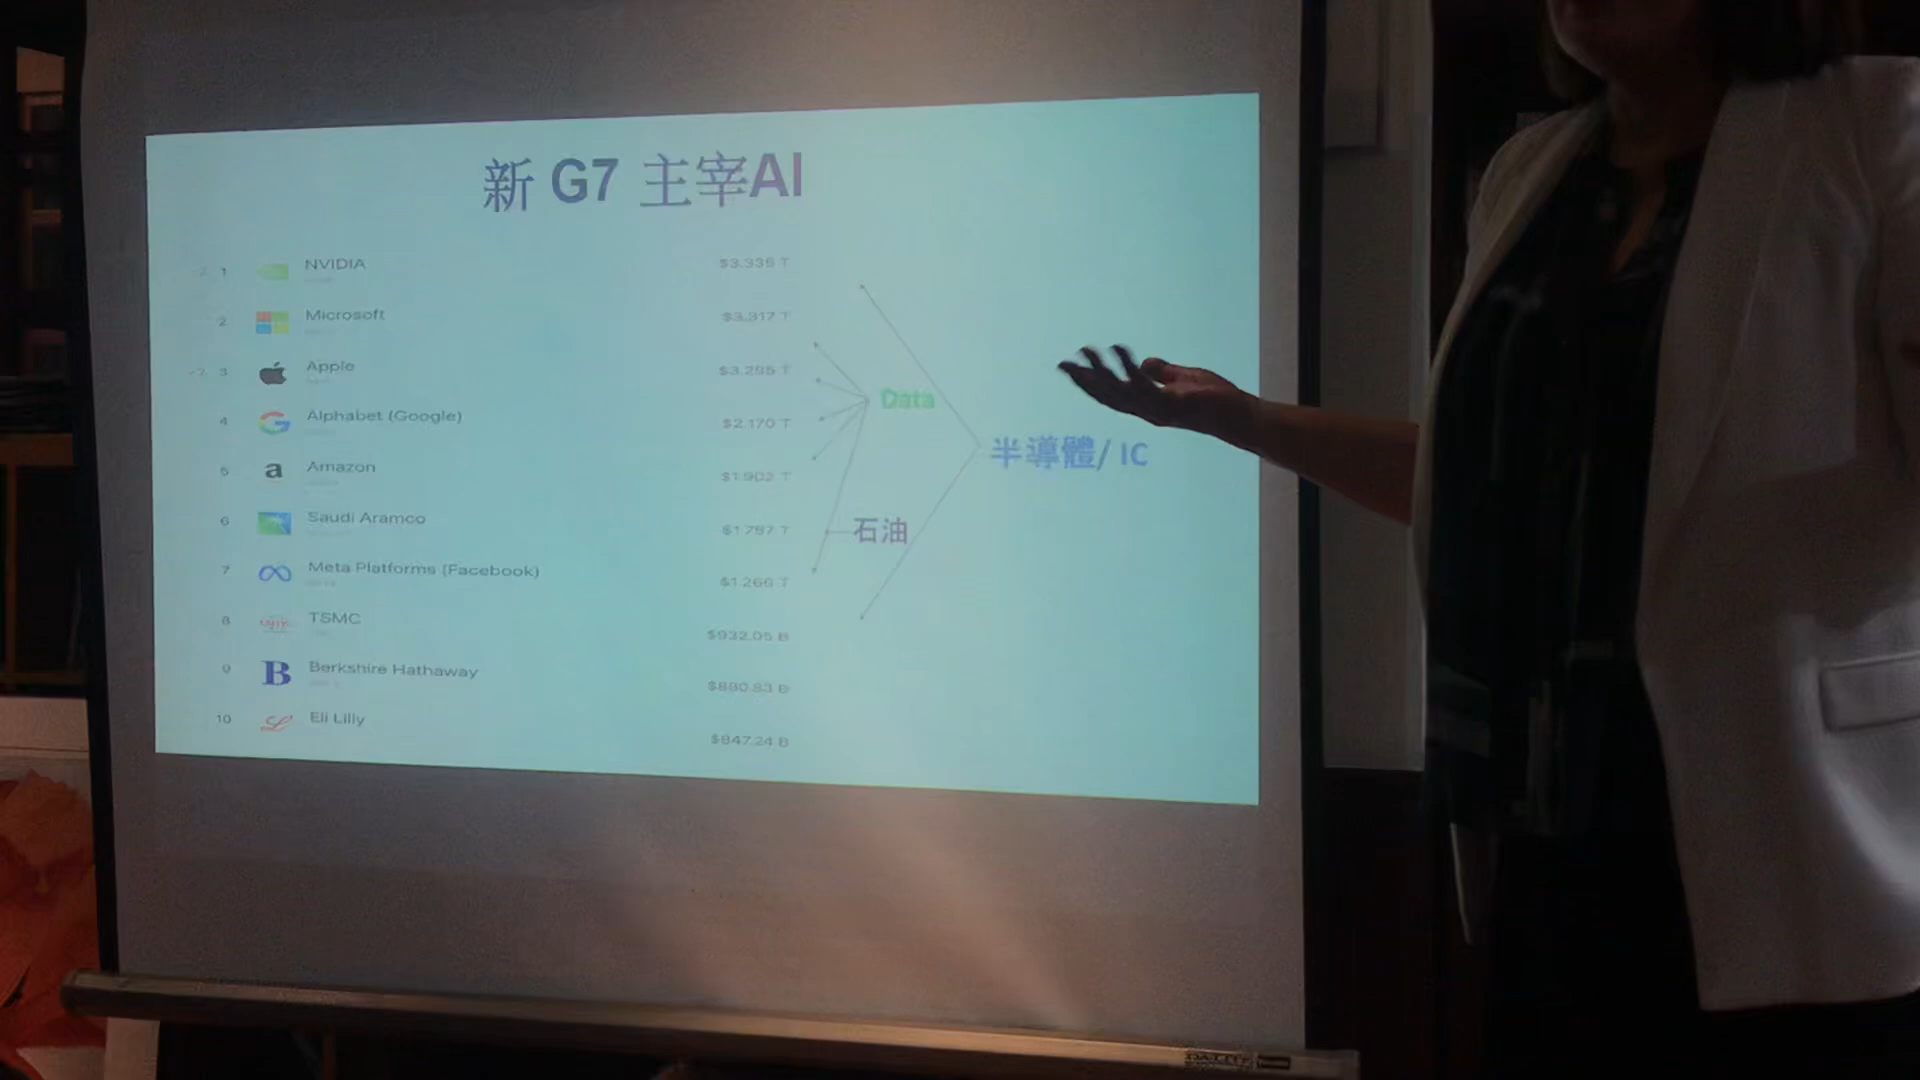 新 G7 主宰AI
1 NVIDIA $3.335 T
2 Microsoft $3.317 T
3 Apple $3.285 T
4 Alphabet (Google) $2.170 T
5 a Amazon $1.902 T
6 Saudi Aramco $1.787 T
7 Meta Platforms (Facebook) $1.266 T
8 TSMC $932.05 B
9 B Berkshire Hathaway $880.83 B
10 Eli Lilly $847.24 B
Data
半導體/ IC
石油